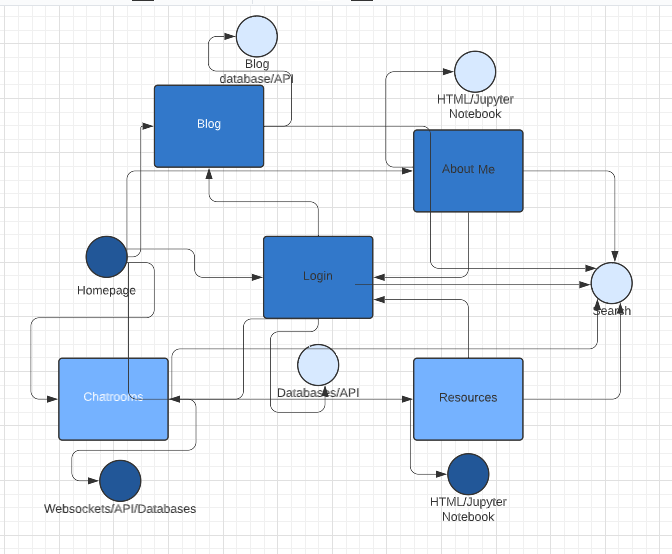 Blog
database/API
HTML/Jupyter
Notebook
Blog
About Me
Login
Homepage
Search
Databases/API
Chatrooms
Resources
Websockets/API/Databases
HTML/Jupyter
Notebook